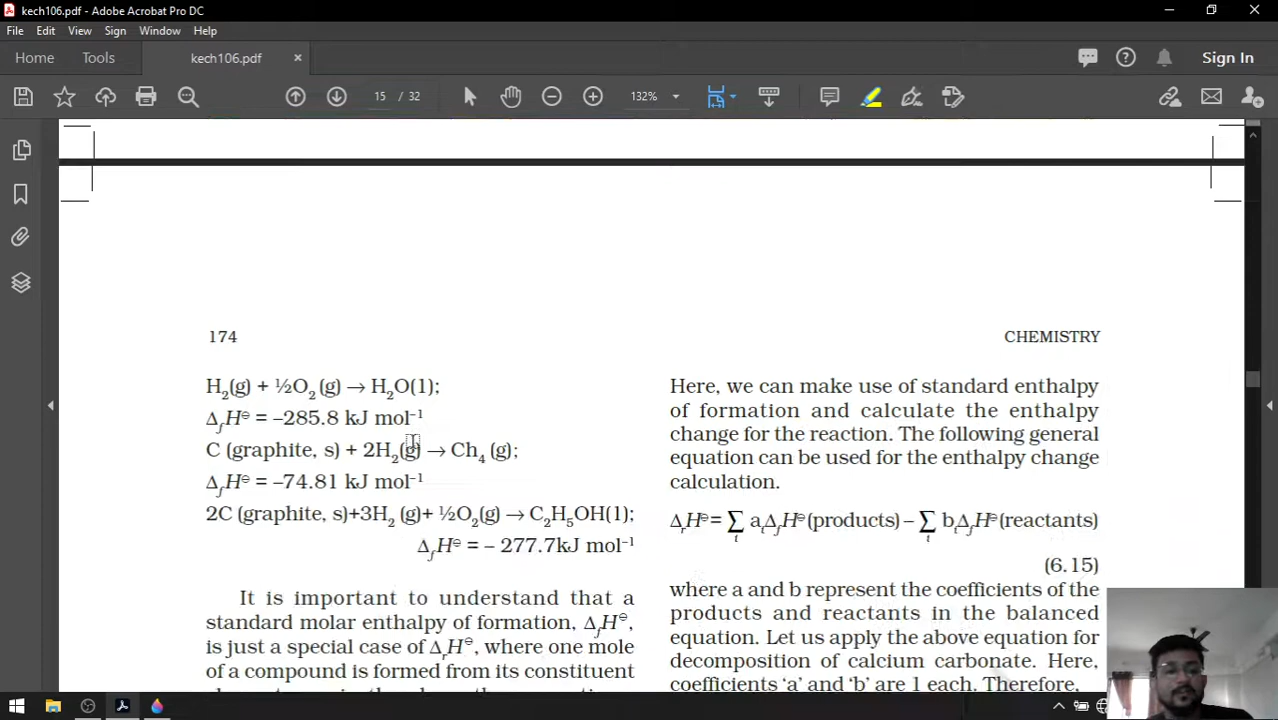 kech106.pdf - Adobe Acrobat Pro DC
File Edit View Sign Window Help
Home Tools kech106.pdf Sign In
15 / 32 132%
174 CHEMISTRY
H₂(g) + ½O₂ (g) → H₂O(1);
ΔfH⊖ = –285.8 kJ mol⁻¹
C (graphite, s) + 2H₂(g) → Ch₄ (g);
ΔfH⊖ = –74.81 kJ mol⁻¹
2C (graphite, s)+3H₂ (g)+ ½O₂(g) → C₂H₅OH(1);
ΔfH⊖ = – 277.7kJ mol⁻¹
It is important to understand that a
standard molar enthalpy of formation, ΔfH⊖,
is just a special case of ΔrH⊖, where one mole
of a compound is formed from its constituent
Here, we can make use of standard enthalpy
of formation and calculate the enthalpy
change for the reaction. The following general
equation can be used for the enthalpy change
calculation.
ΔrH⊖ = ∑i ai ΔfH⊖ (products) – ∑i bi ΔfH⊖ (reactants)
(6.15)
where a and b represent the coefficients of the
products and reactants in the balanced
equation. Let us apply the above equation for
decomposition of calcium carbonate. Here,
coefficients ‘a’ and ‘b’ are 1 each. Therefore,